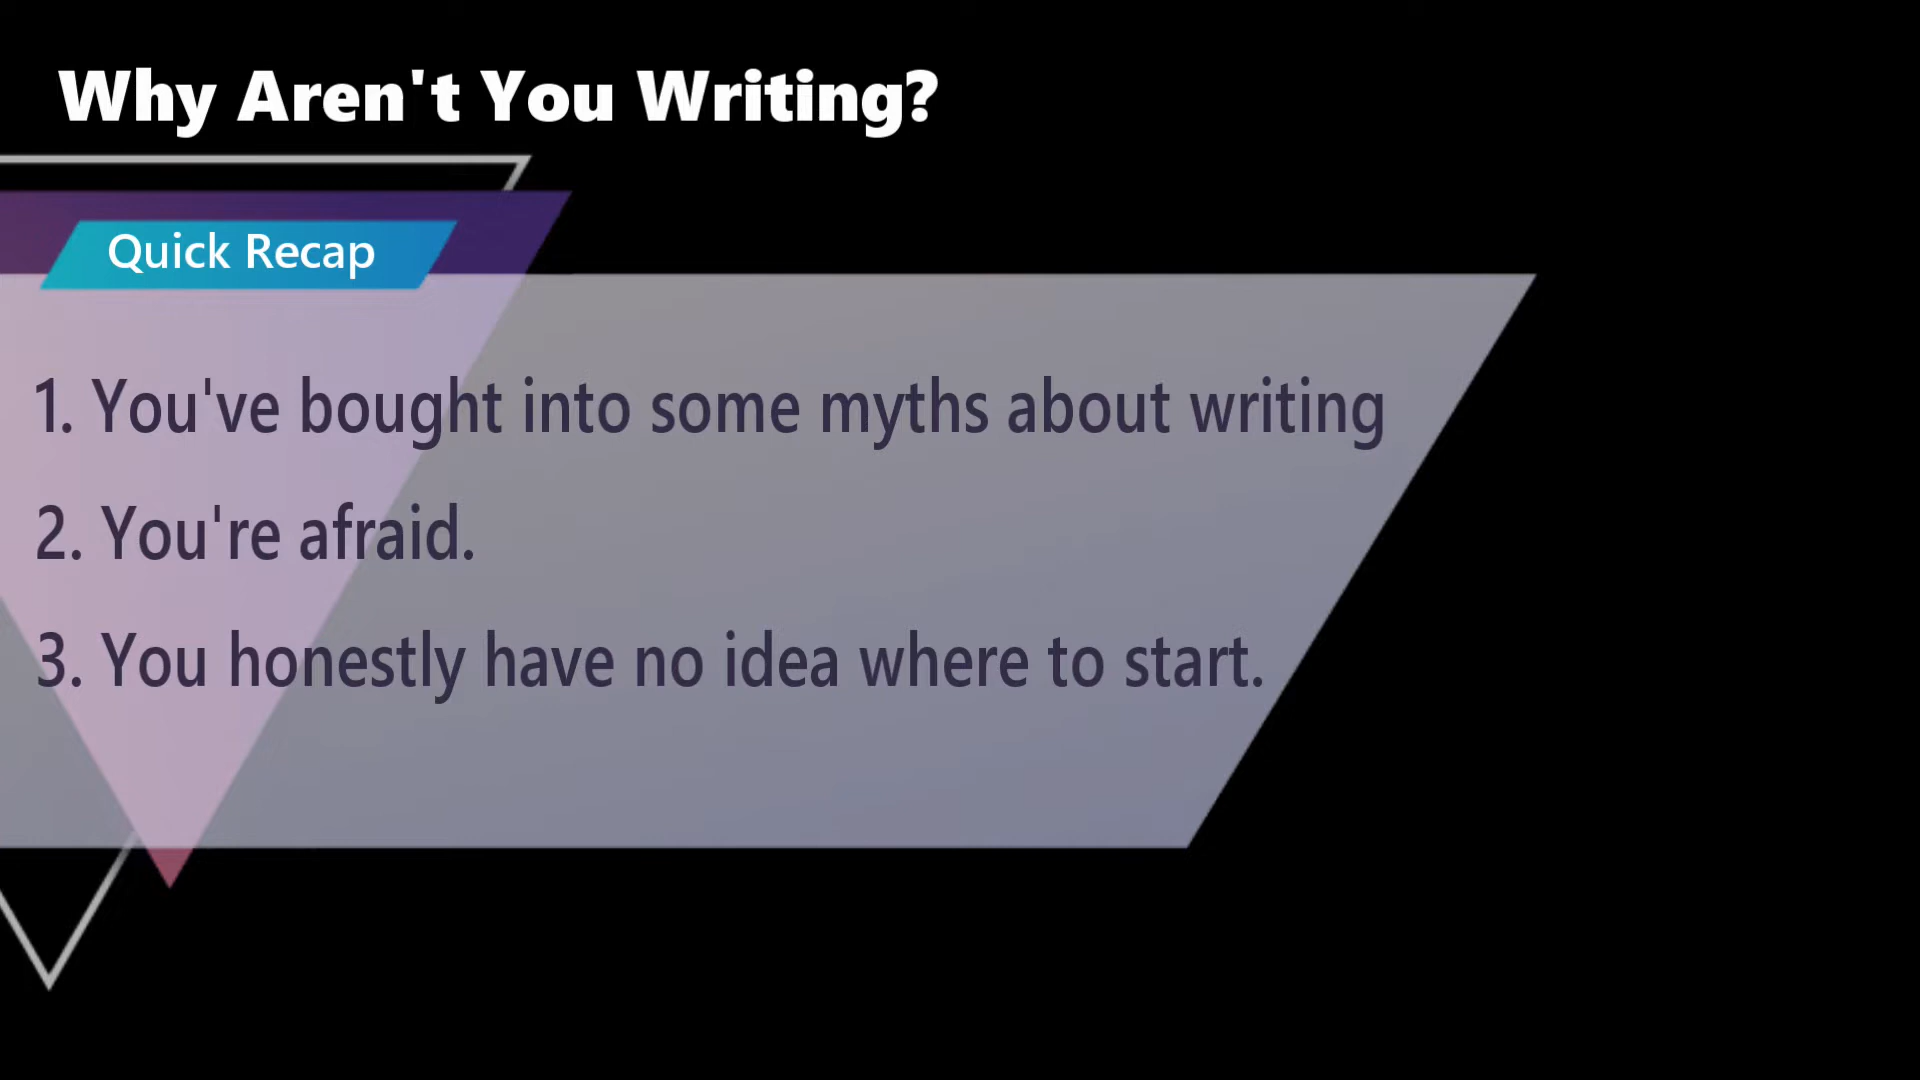 Why Aren't You Writing?
Quick Recap
1. You've bought into some myths about writing
2. You're afraid.
3. You honestly have no idea where to start.